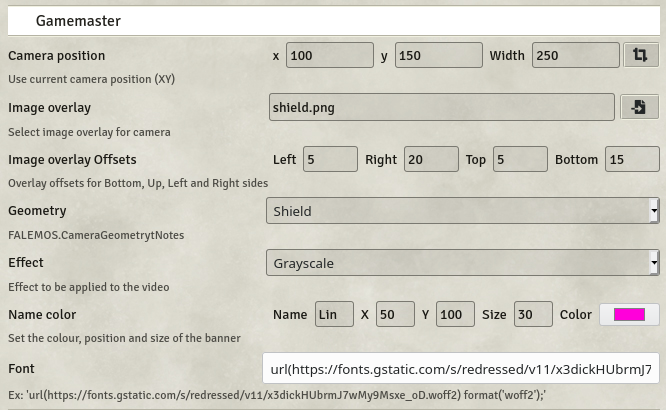 Gamemaster
Camera position x 100 y 150 Width 250
Use current camera position (XY)
Image overlay shield.png
Select image overlay for camera
Image overlay Offsets Left 5 Right 20 Top 5 Bottom 15
Overlay offsets for Bottom, Up, Left and Right sides
Geometry Shield
FALEMOS.CameraGeometrytNotes
Effect Grayscale
Effect to be applied to the video
Name color Name Lin X 50 Y 100 Size 30 Color
Set the colour, position and size of the banner
Font url(https://fonts.gstatic.com/s/redressed/v11/x3dickHUbrmJ7
Ex: 'url(https://fonts.gstatic.com/s/redressed/v11/x3dickHUbrmJ7wMy9Msxe_oD.woff2) format('woff2');'